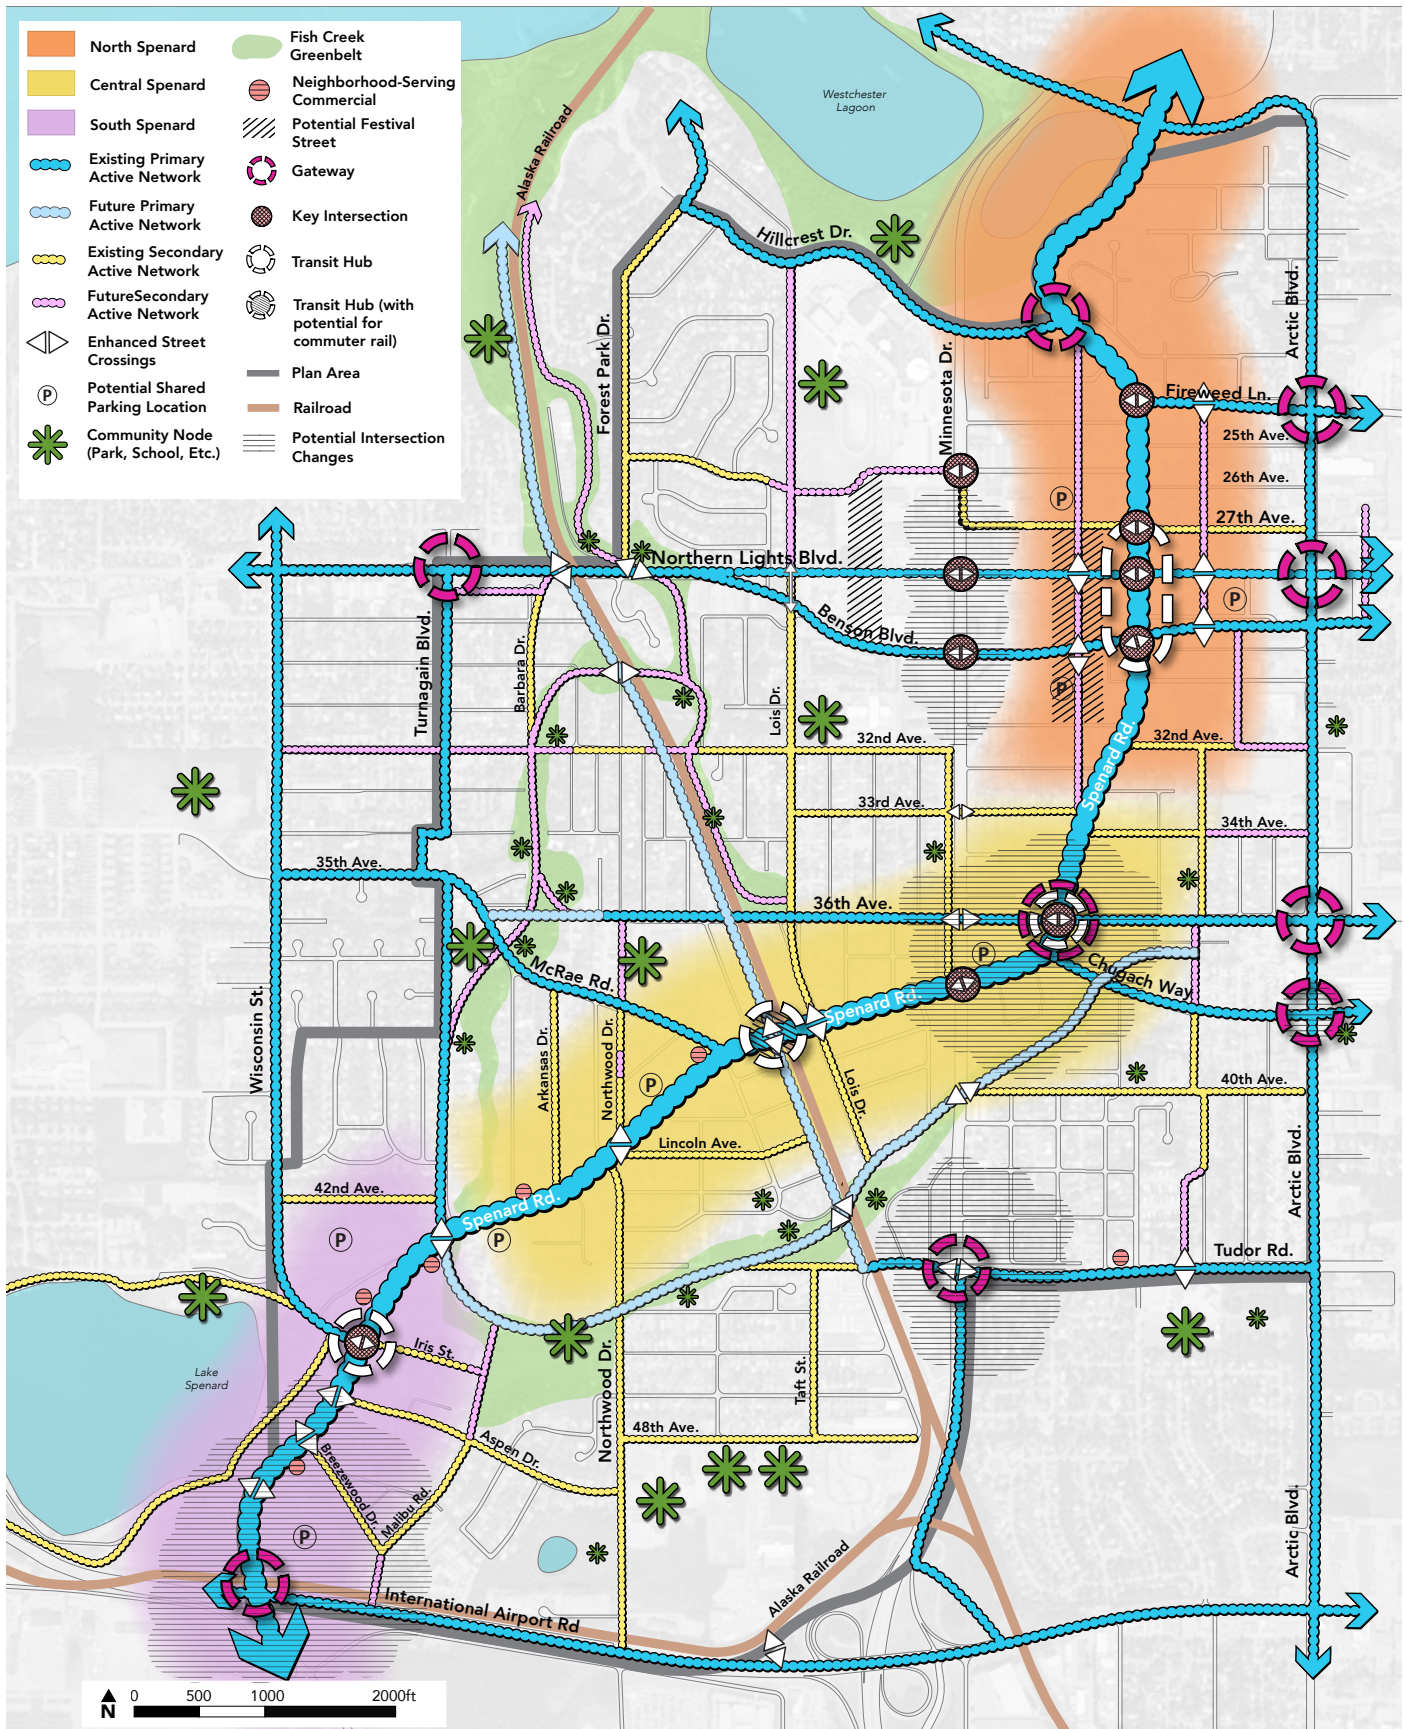 North Spenard
Central Spenard
South Spenard
Existing Primary
Active Network
Future Primary
Active Network
Existing Secondary
Active Network
FutureSecondary
Active Network
Enhanced Street
Crossings
P
Potential Shared
Parking Location
Community Node
(Park, School, Etc.)
Fish Creek
Greenbelt
Neighborhood-Serving
Commercial
Potential Festival
Street
Gateway
Key Intersection
Transit Hub
Transit Hub (with
potential for
commuter rail)
Plan Area
Railroad
Potential Intersection
Changes
Westchester
Lagoon
Alaska Railroad
Hillcrest Dr.
Forest Park Dr.
Minnesota Dr.
Arctic Blvd.
Fireweed Ln.
25th Ave.
26th Ave.
27th Ave.
P
Northern Lights Blvd.
P
Benson Blvd.
Turnagain Blvd.
Barbara Dr.
Lois Dr.
P
32nd Ave.
32nd Ave.
Spenard Rd.
33rd Ave.
34th Ave.
35th Ave.
36th Ave.
P
Chugach Way
McRae Rd.
Spenard Rd.
Wisconsin St.
Arkansas Dr.
Northwood Dr.
P
Lois Dr.
40th Ave.
Lincoln Ave.
Arctic Blvd.
42nd Ave.
Spenard Rd.
P
P
Tudor Rd.
Iris St.
Lake
Spenard
Northwood Dr.
Taft St.
48th Ave.
Aspen Dr.
Breezewood Dr.
Malibu Rd.
P
Arctic Blvd.
Alaska Railroad
International Airport Rd
N
0 500 1000 2000ft